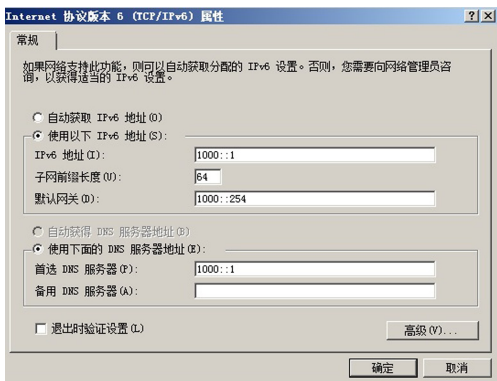 Internet 协议版本 6 (TCP/IPv6) 属性
常规
如果网络支持此功能，则可以自动获取分配的 IPv6 设置。否则，您需要向网络管理员咨
询，以获得适当的 IPv6 设置。
自动获取 IPv6 地址(O)
使用以下 IPv6 地址(S):
IPv6 地址(I): 1000::1
子网前缀长度(U): 64
默认网关(D): 1000::254
自动获得 DNS 服务器地址(B)
使用下面的 DNS 服务器地址(E):
首选 DNS 服务器(P): 1000::1
备用 DNS 服务器(A):
退出时验证设置(L)
高级(V)...
确定 取消